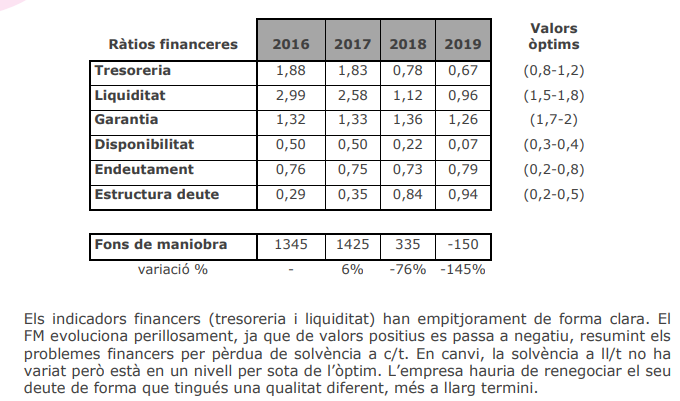 Ràtios financeres 2016 2017 2018 2019 Valors òptims
Tresoreria 1,88 1,83 0,78 0,67 (0,8-1,2)
Liquiditat 2,99 2,58 1,12 0,96 (1,5-1,8)
Garantia 1,32 1,33 1,36 1,26 (1,7-2)
Disponibilitat 0,50 0,50 0,22 0,07 (0,3-0,4)
Endeutament 0,76 0,75 0,73 0,79 (0,2-0,8)
Estructura deute 0,29 0,35 0,84 0,94 (0,2-0,5)
Fons de maniobra 1345 1425 335 -150
variació % - 6% -76% -145%
Els indicadors financers (tresoreria i liquiditat) han empitjorament de forma clara. El
FM evoluciona perillosament, ja que de valors positius es passa a negatiu, resumint els
problemes financers per pèrdua de solvència a c/t. En canvi, la solvència a ll/t no ha
variat però està en un nivell per sota de l’òptim. L’empresa hauria de renegociar el seu
deute de forma que tingués una qualitat diferent, més a llarg termini.